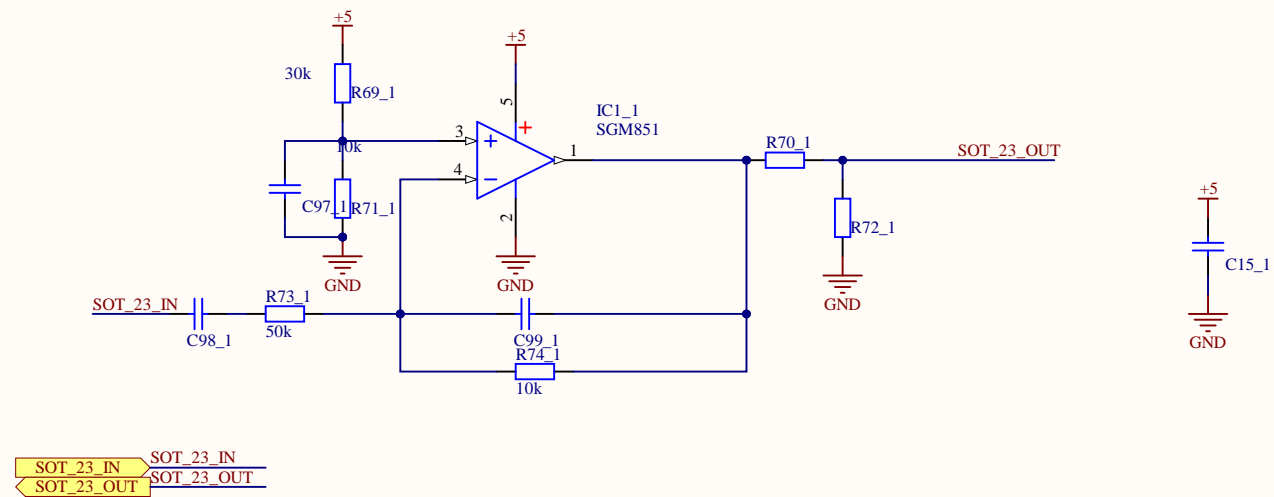 +5
+5
30k
R69_1
5
IC1_1
SGM851
3
10k
1
R70_1
SOT_23_OUT
4
+5
C97_1
R71_1
2
R72_1
GND
GND
C15_1
GND
SOT_23_IN
R73_1
C98_1
50k
C99_1
R74_1
10k
GND
SOT_23_IN
SOT_23_IN
SOT_23_OUT
SOT_23_OUT